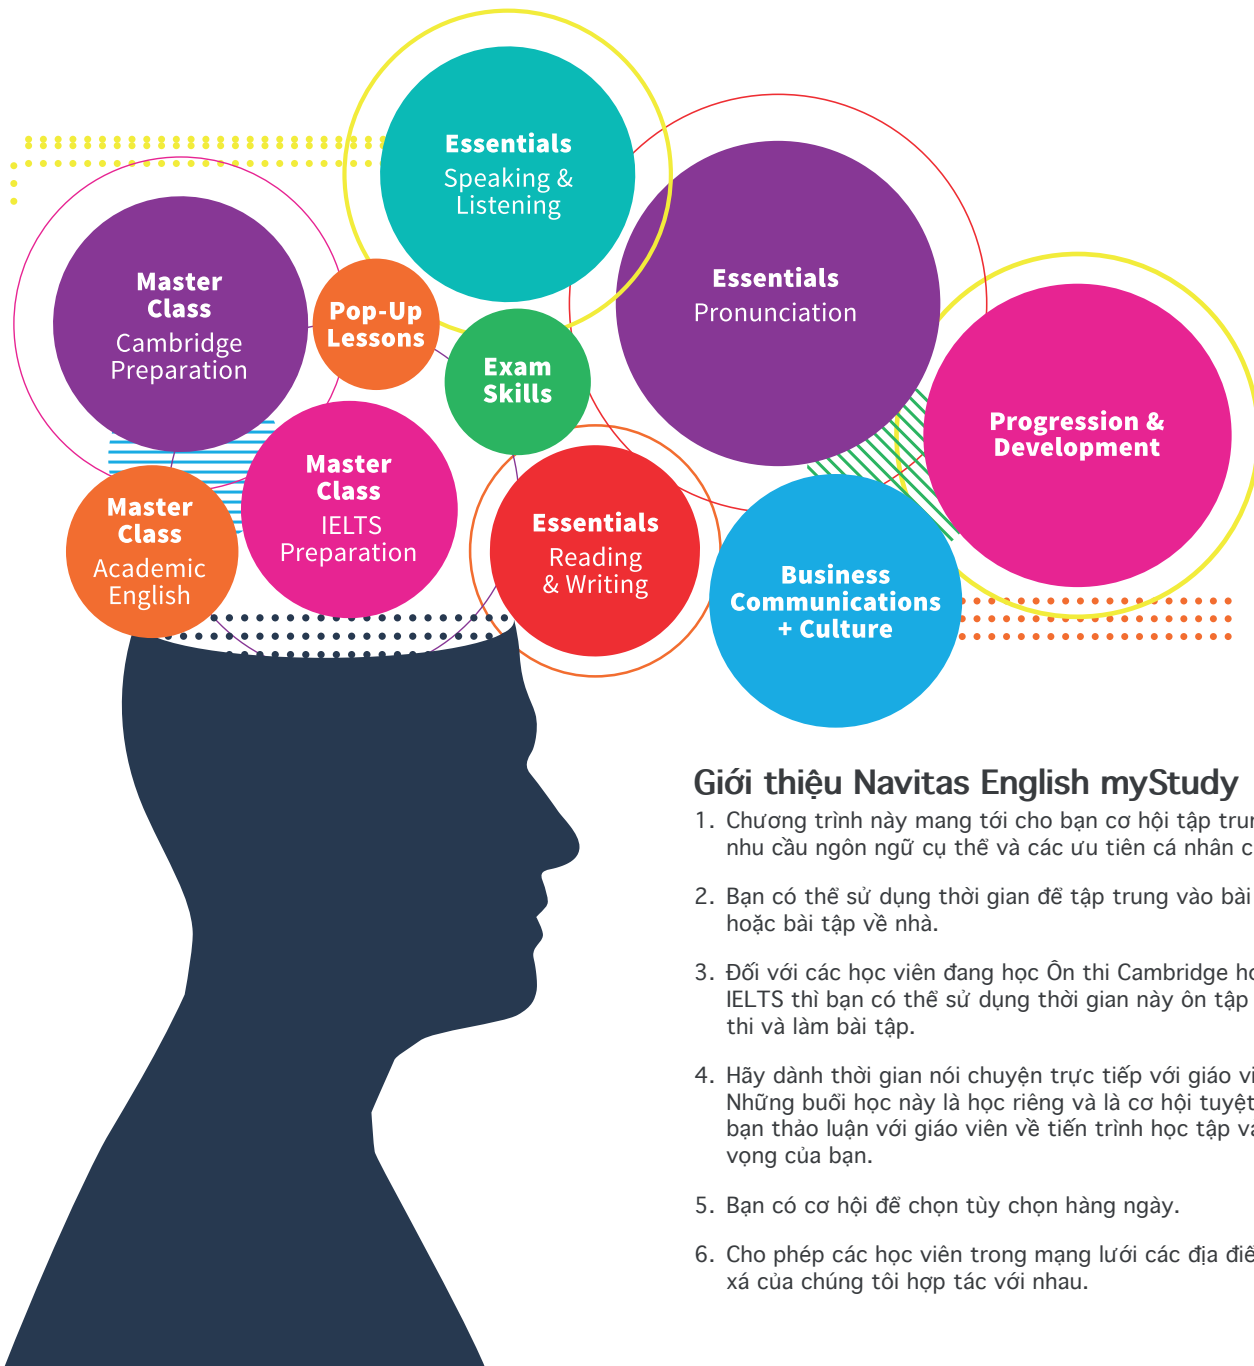 Essentials
Speaking &
Listening
Master
Class
Cambridge
Preparation
Pop-Up
Lessons
Essentials
Pronunciation
Exam
Skills
Progression &
Development
Master
Class
IELTS
Preparation
Master
Class
Academic
English
Essentials
Reading
& Writing
Business
Communications
+ Culture
Giới thiệu Navitas English myStudy
1. Chương trình này mang tới cho bạn cơ hội tập
nhu cầu ngôn ngữ cụ thể và các ưu tiên cá nhân
2. Bạn có thể sử dụng thời gian để tập trung vào bài
hoặc bài tập về nhà.
3. Đối với các học viên đang học Ôn thi Cambridge
IELTS thì bạn có thể sử dụng thời gian này ôn tập
thi và làm bài tập.
4. Hãy dành thời gian nói chuyện trực tiếp với giáo
Những buổi học này là học riêng và là cơ hội tuyệt
bạn thảo luận với giáo viên về tiến trình học tập
vọng của bạn.
5. Bạn có cơ hội để chọn tùy chọn hàng ngày.
6. Cho phép các học viên trong mạng lưới các địa
xá của chúng tôi hợp tác với nhau.